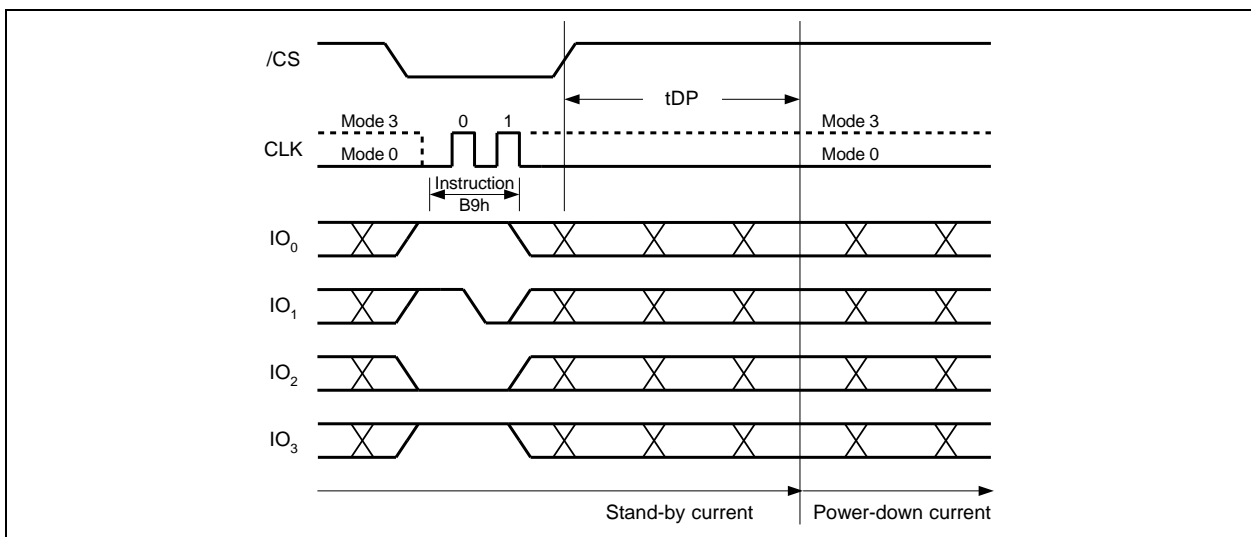 /CS
tDP
Mode 3 0 1 Mode 3
CLK
Mode 0 Mode 0
Instruction
B9h
IO0
IO1
IO2
IO3
Stand-by current Power-down current